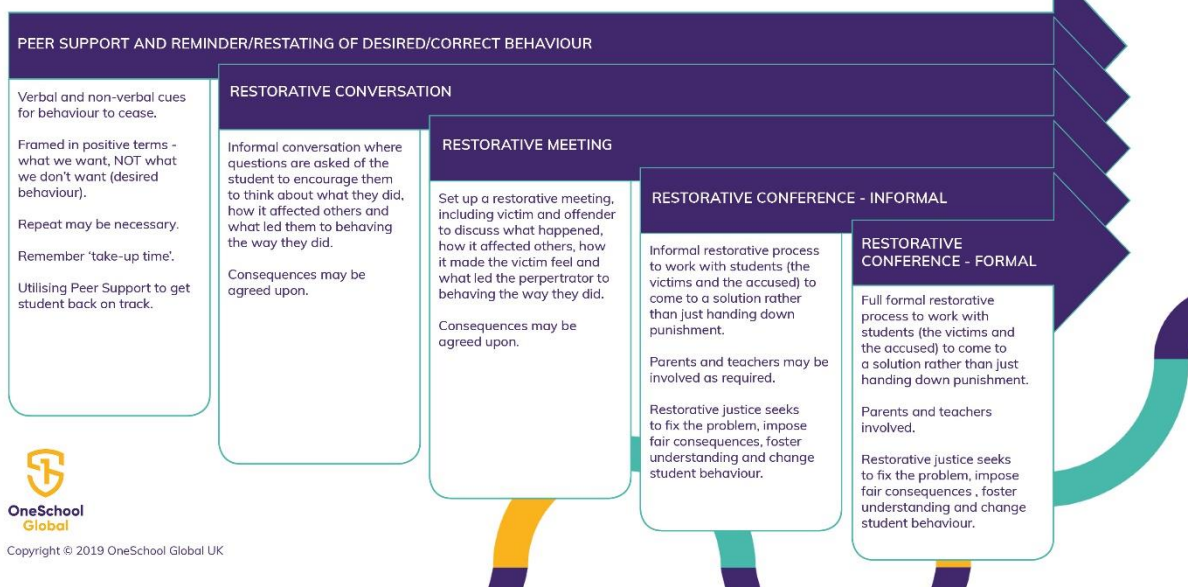 PEER SUPPORT AND REMINDER/RESTATING OF DESIRED/CORRECT BEHAVIOUR
Verbal and non-verbal cues
for behaviour to cease.
Framed in positive terms -
what we want, NOT what
we don't want (desired
behaviour).
Repeat may be necessary.
Remember 'take-up time'.
Utilising Peer Support to get
student back on track.
RESTORATIVE CONVERSATION
Informal conversation where
questions are asked of the
student to encourage them
to think about what they did,
how it affected others and
what led them to behaving
the way they did.
Consequences may be
agreed upon.
RESTORATIVE MEETING
Set up a restorative meeting,
including victim and offender
to discuss what happened,
how it affected others, how
it made the victim feel and
what led the perpertrator to
behaving the way they did.
Consequences may be
agreed upon.
RESTORATIVE CONFERENCE - INFORMAL
Informal restorative process
to work with students (the
victims and the accused) to
come to a solution rather
than just handing down
punishment.
Parents and teachers may be
involved as required.
Restorative justice seeks
to fix the problem, impose
fair consequences, foster
understanding and change
student behaviour.
RESTORATIVE
CONFERENCE - FORMAL
Full formal restorative
process to work with
students (the victims and
the accused) to come to
a solution rather than just
handing down punishment.
Parents and teachers
involved.
Restorative justice seeks
to fix the problem, impose
fair consequences , foster
understanding and change
student behaviour.
OneSchool
Global
Copyright © 2019 OneSchool Global UK